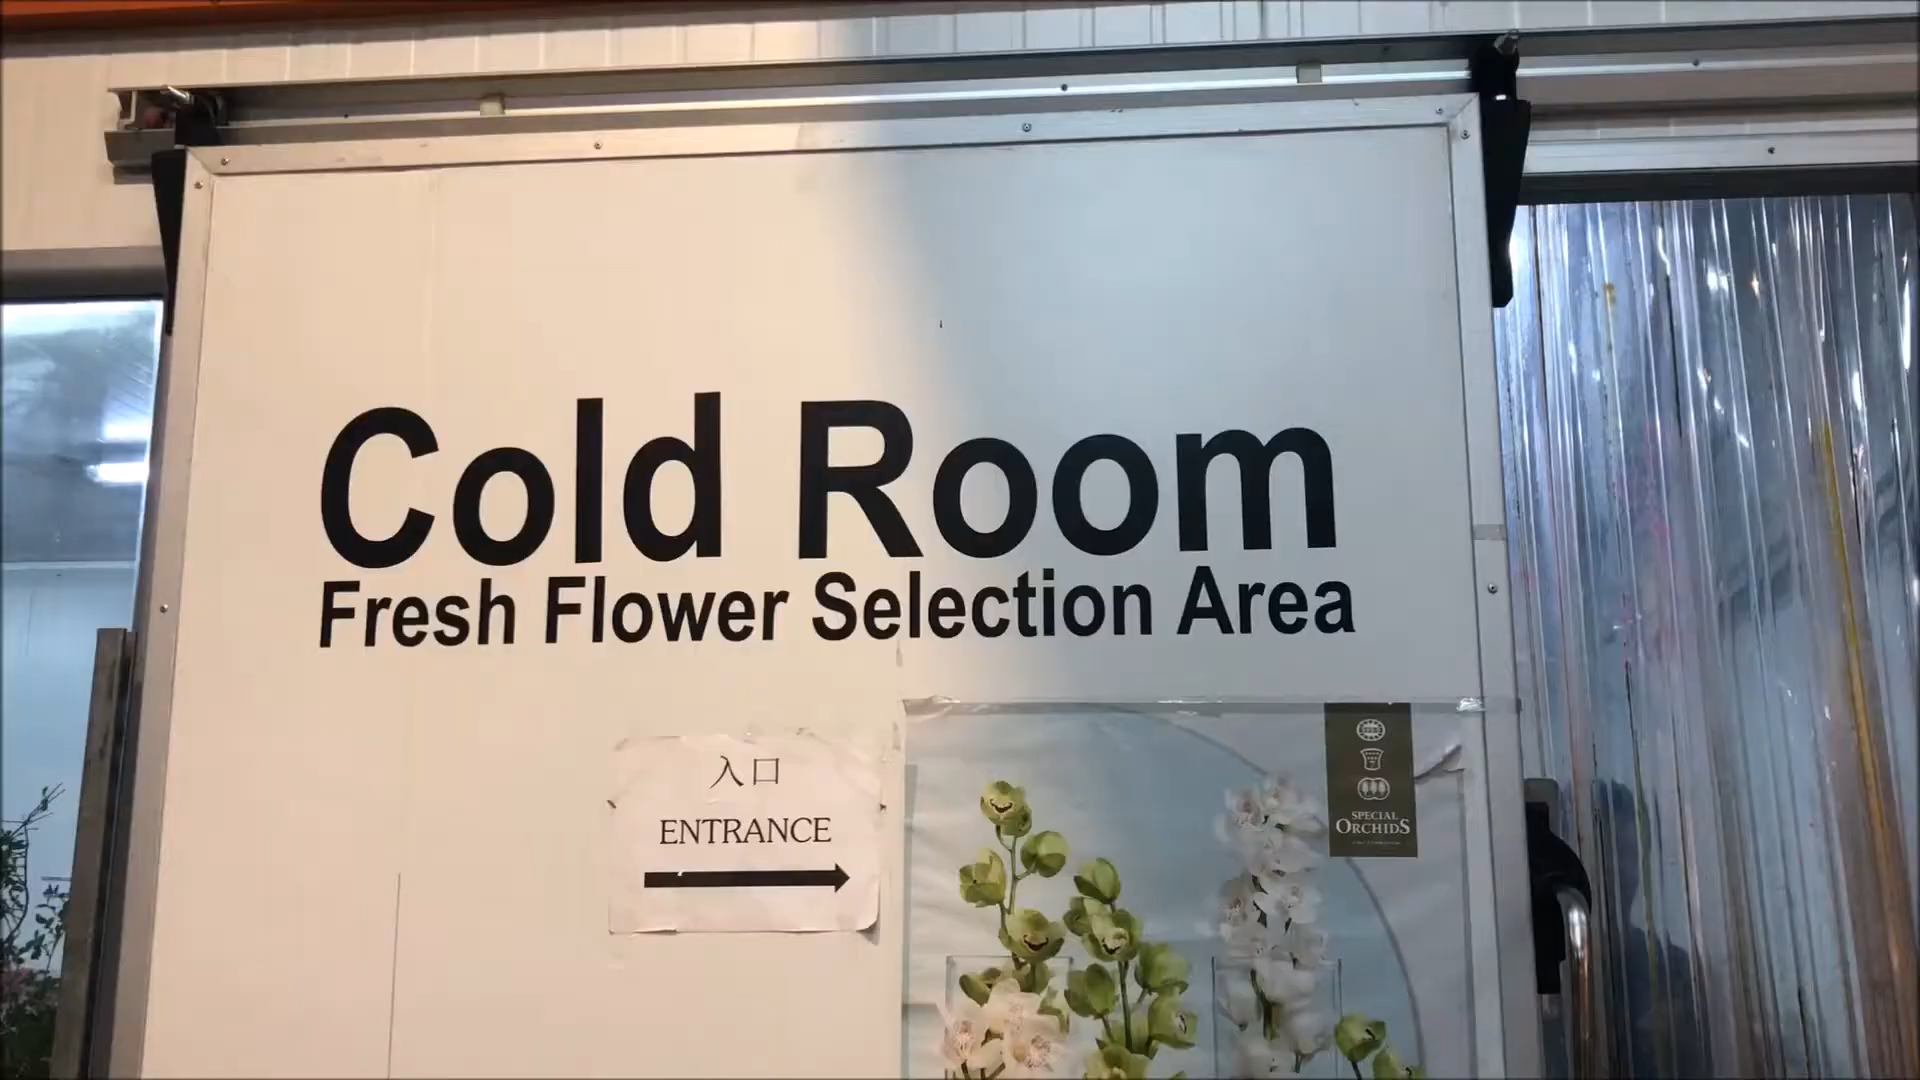 Cold Room
Fresh Flower Selection Area
入口
ENTRANCE
SPECIAL
ORCHIDS